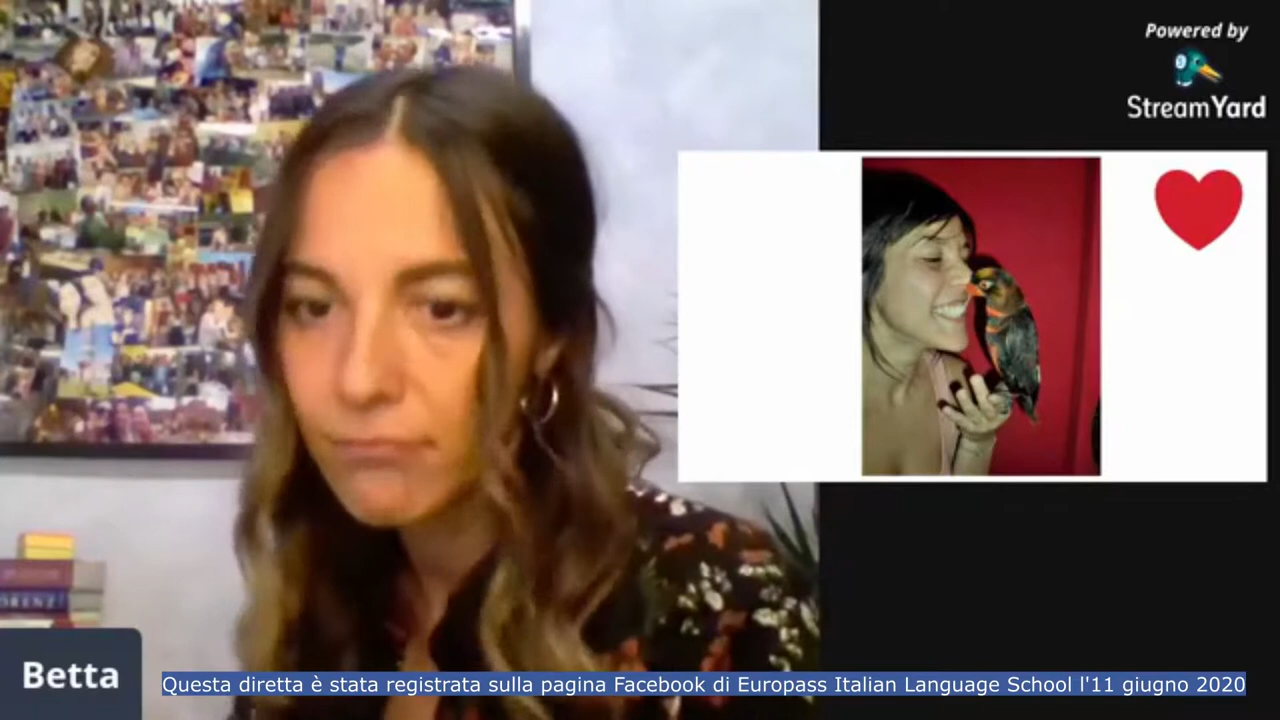 Powered by
StreamYard
Betta
Questa diretta è stata registrata sulla pagina Facebook di Europass Italian Language School l'11 giugno 2020